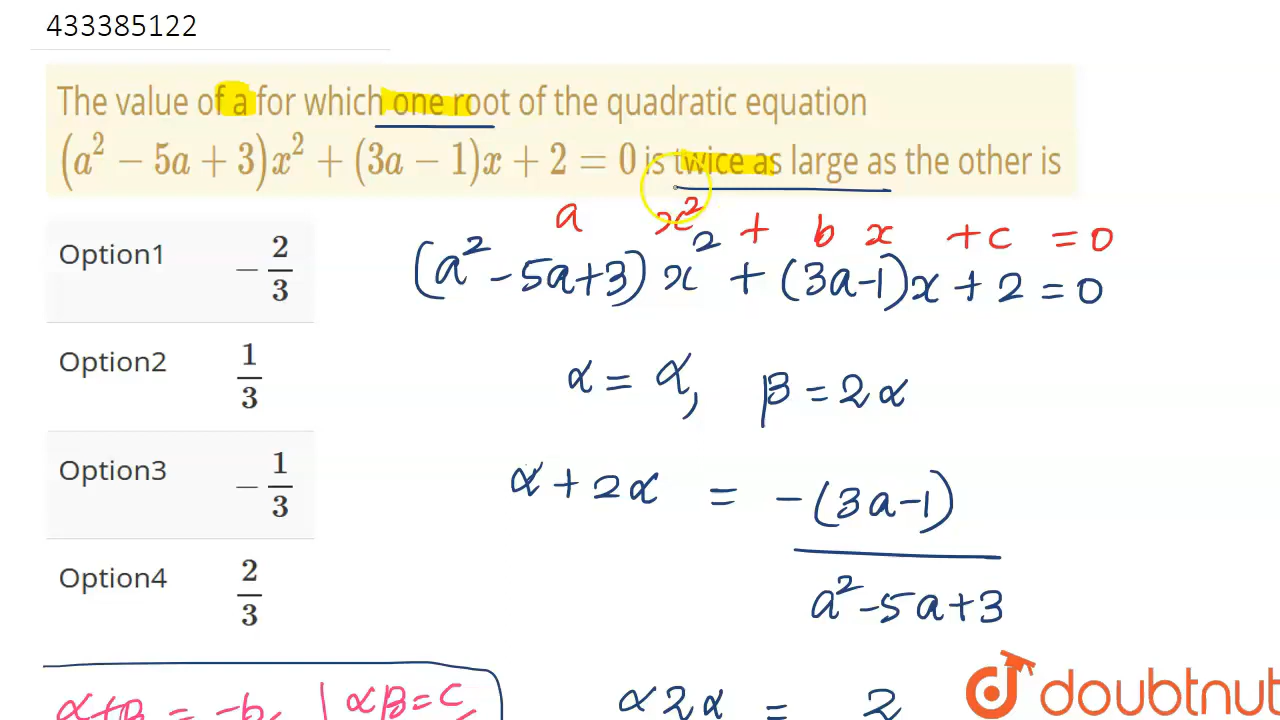 433385122
The value of a for which one root of the quadratic equation
(a² − 5a + 3)x² + (3a − 1)x + 2 = 0 is twice as large as the other is
a x² + b x + c = 0
Option1 − 2/3
(a² - 5a + 3) x² + (3a - 1) x + 2 = 0
Option2 1/3
α = α, β = 2α
Option3 − 1/3
α + 2α = -(3a - 1) / a² - 5a + 3
Option4 2/3
α+β = -b | αβ = c
α 2α = 2
doubtnut